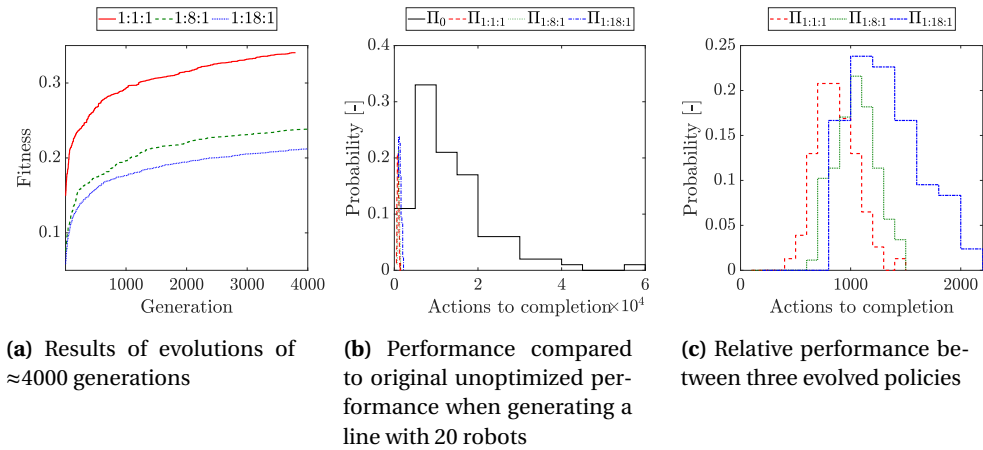 1:1:1 1:8:1 1:18:1
0.3
0.2
0.1
Fitness
1000 2000 3000 4000
Generation
Π0 Π1:1:1 Π1:8:1 Π1:18:1
0.4
0.3
0.2
0.1
0
Probability [-]
0 2 4 6
Actions to completion ×10^4
Π1:1:1 Π1:8:1 Π1:18:1
0.25
0.2
0.15
0.1
0.05
0
Probability [-]
0 1000 2000
Actions to completion
(a) Results of evolutions of
≈4000 generations
(b) Performance compared
to original unoptimized per-
formance when generating a
line with 20 robots
(c) Relative performance be-
tween three evolved policies